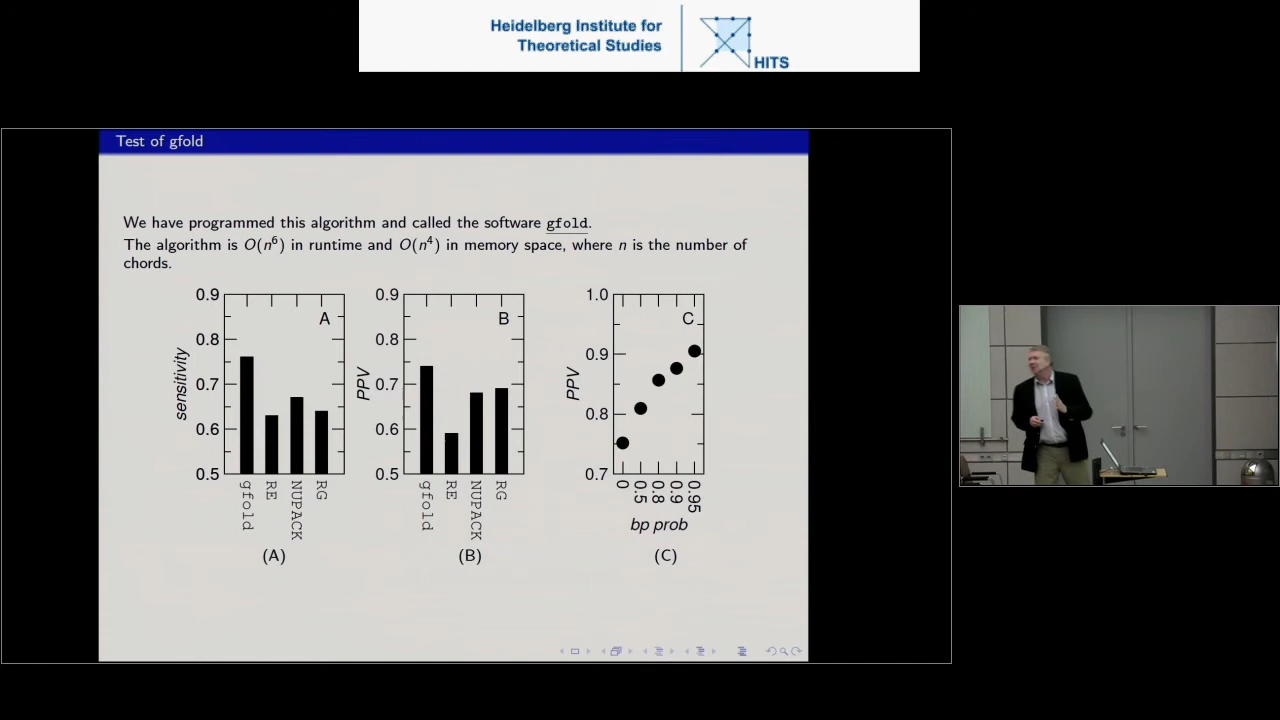 Heidelberg Institute for
Theoretical Studies
HITS
Test of gfold
We have programmed this algorithm and called the software gfold.
The algorithm is O(n⁶) in runtime and O(n⁴) in memory space, where n is the number of
chords.
0.9
0.8
0.7
0.6
0.5
sensitivity
A
gfold
RE
NUPACK
RG
(A)
0.9
0.8
0.7
0.6
0.5
PPV
B
gfold
RE
NUPACK
RG
(B)
1.0
0.9
0.8
0.7
PPV
C
0
0.5
0.8
0.9
0.95
bp prob
(C)